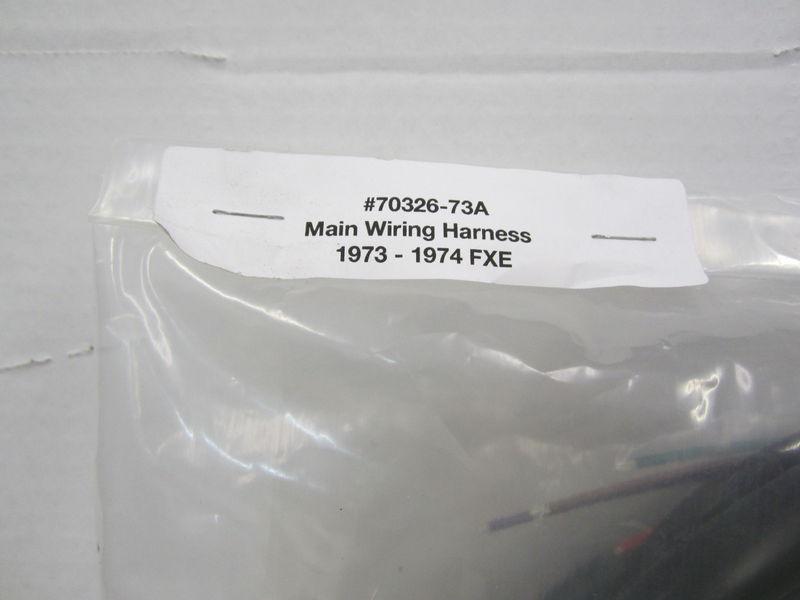 #70326-73A
Main Wiring Harness
1973 - 1974 FXE